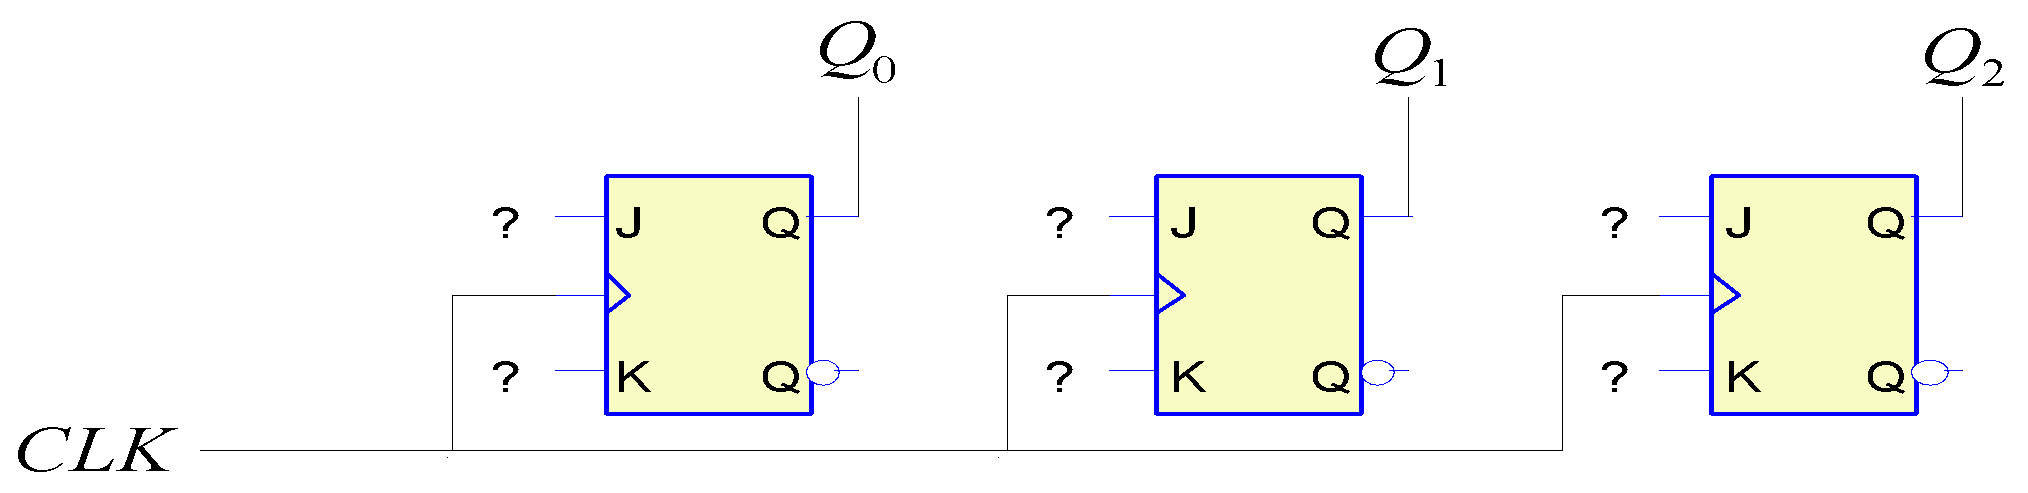 Q₀ Q₁ Q₂
? J Q ? J Q ? J Q
? K Q ? K Q ? K Q
CLK